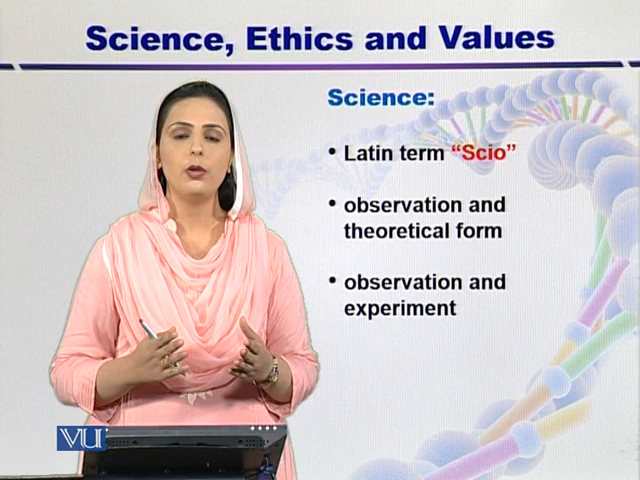 Science, Ethics and Values
Science:
• Latin term “Scio”
• observation and
theoretical form
• observation and
experiment
VU